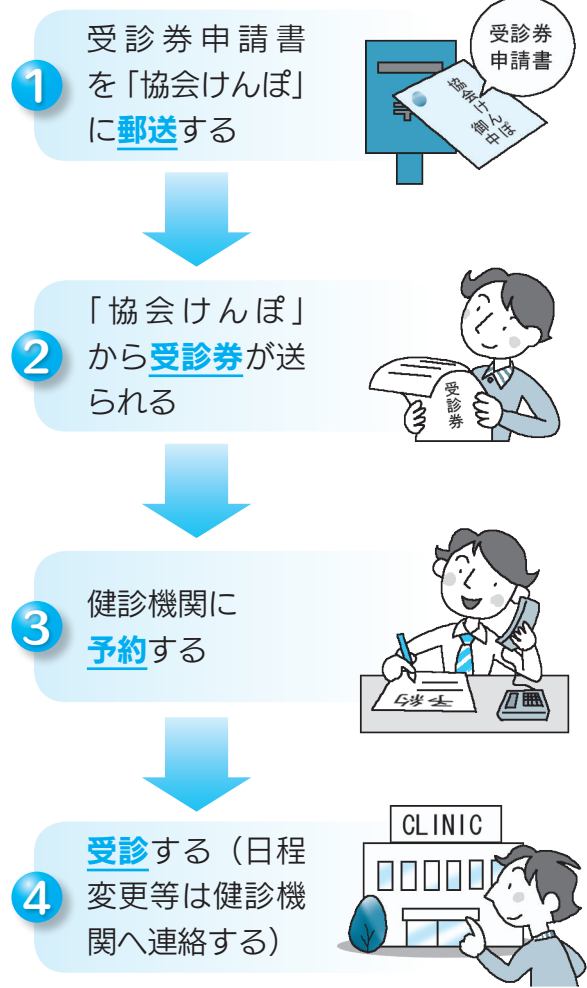 1
受診券申請書
を「協会けんぽ」
に郵送する
受診券
申請書
協会けんぽ
御中
2
「協会けんぽ」
から受診券が送
られる
受診券
3
健診機関に
予約する
予約
4
受診する（日程
変更等は健診機
関へ連絡する）
CLINIC